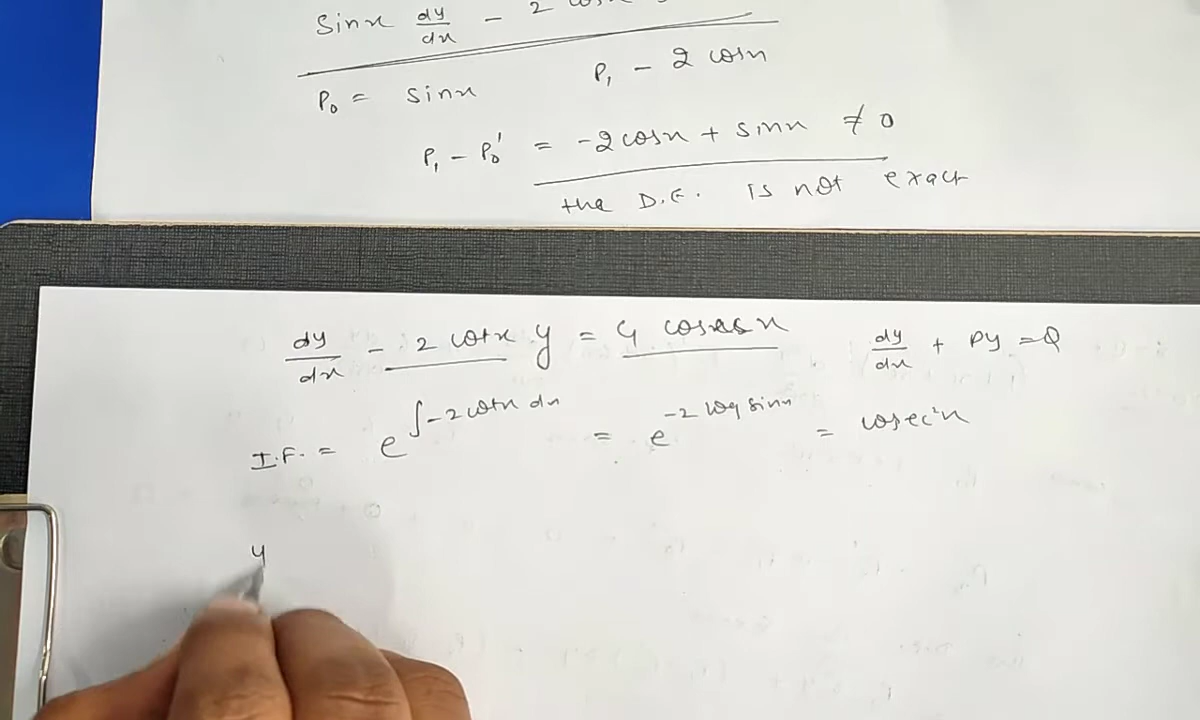 sinx dy/dx - 2
P₀ = sinx P₁ - 2 cosx
P₁ - P₀' = -2 cosx + sinx ≠ 0
the D.E. is not exact
dy/dx - 2 cotx y = 4 cosecx dy/dx + Py = Q
I.F. = e^∫-2 cotx dx = e^-2 log sinx = cosec²x
y